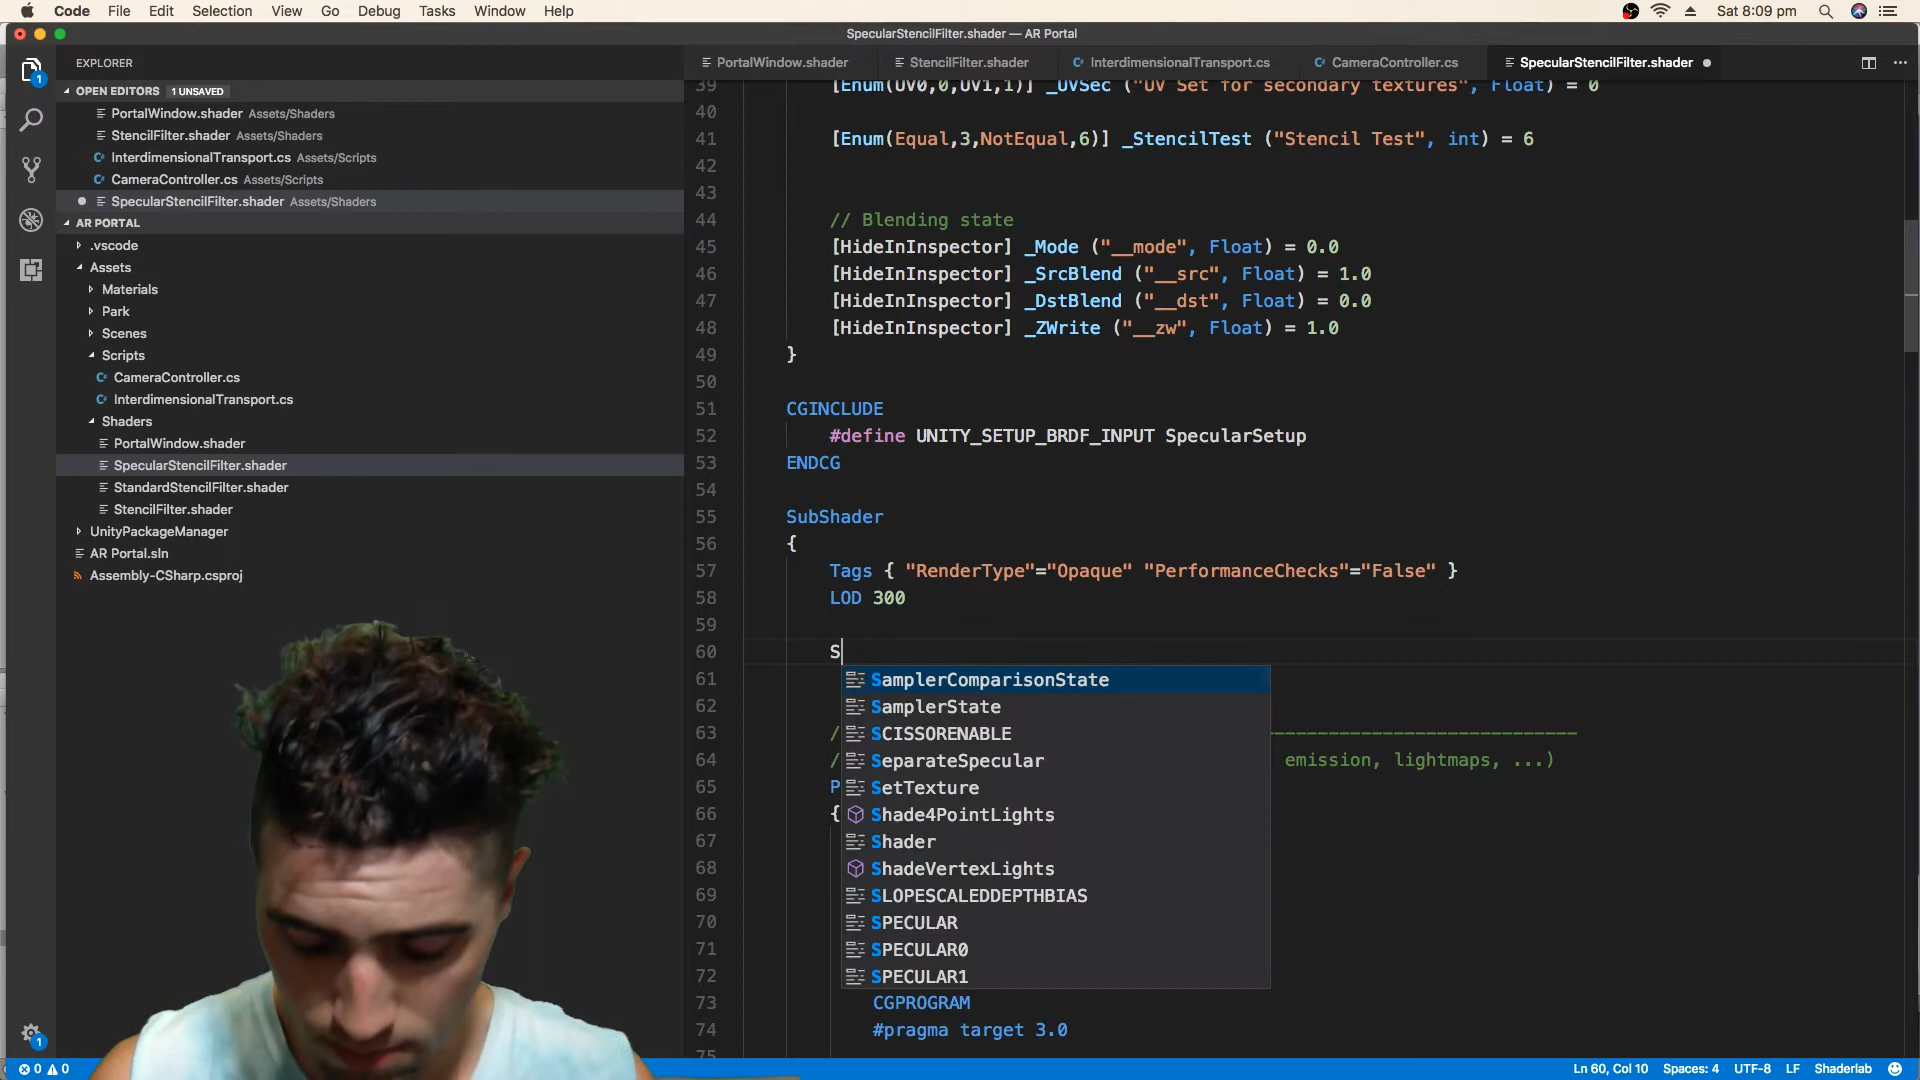 Code File Edit Selection View Go Debug Tasks Window Help
Sat 8:09 pm
SpecularStencilFilter.shader — AR Portal
EXPLORER
OPEN EDITORS 1 UNSAVED
PortalWindow.shader Assets/Shaders
StencilFilter.shader Assets/Shaders
InterdimensionalTransport.cs Assets/Scripts
CameraController.cs Assets/Scripts
SpecularStencilFilter.shader Assets/Shaders
AR PORTAL
.vscode
Assets
Materials
Park
Scenes
Scripts
CameraController.cs
InterdimensionalTransport.cs
Shaders
PortalWindow.shader
SpecularStencilFilter.shader
StandardStencilFilter.shader
StencilFilter.shader
UnityPackageManager
AR Portal.sln
Assembly-CSharp.csproj
1
1
PortalWindow.shader StencilFilter.shader InterdimensionalTransport.cs CameraController.cs SpecularStencilFilter.shader
39 [Enum(UV0,0,UV1,1)] _UVSec ("UV Set for secondary textures", Float) = 0
40
41 [Enum(Equal,3,NotEqual,6)] _StencilTest ("Stencil Test", int) = 6
42
43
44 // Blending state
45 [HideInInspector] _Mode ("__mode", Float) = 0.0
46 [HideInInspector] _SrcBlend ("__src", Float) = 1.0
47 [HideInInspector] _DstBlend ("__dst", Float) = 0.0
48 [HideInInspector] _ZWrite ("__zw", Float) = 1.0
49 }
50
51 CGINCLUDE
52 #define UNITY_SETUP_BRDF_INPUT SpecularSetup
53 ENDCG
54
55 SubShader
56 {
57 Tags { "RenderType"="Opaque" "PerformanceChecks"="False" }
58 LOD 300
59
60 S
61 SamplerComparisonState
62 SamplerState
63 / SCISSORENABLE ----------------------------
64 / SeparateSpecular emission, lightmaps, ...)
65 P SetTexture
66 { Shade4PointLights
67 Shader
68 ShadeVertexLights
69 SLOPESCALEDDEPTHBIAS
70 SPECULAR
71 SPECULAR0
72 SPECULAR1
73 CGPROGRAM
74 #pragma target 3.0
75
0 0 Ln 60, Col 10 Spaces: 4 UTF-8 LF Shaderlab